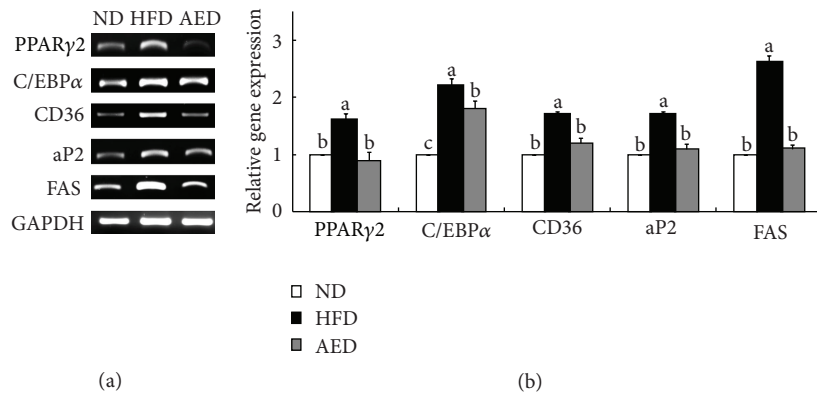 ND HFD AED
PPARγ2
C/EBPα
CD36
aP2
FAS
GAPDH
(a)
Relative gene expression
3
2
1
0
b a b
c a b
b a b
b a b
b a b
PPARγ2 C/EBPα CD36 aP2 FAS
ND
HFD
AED
(b)